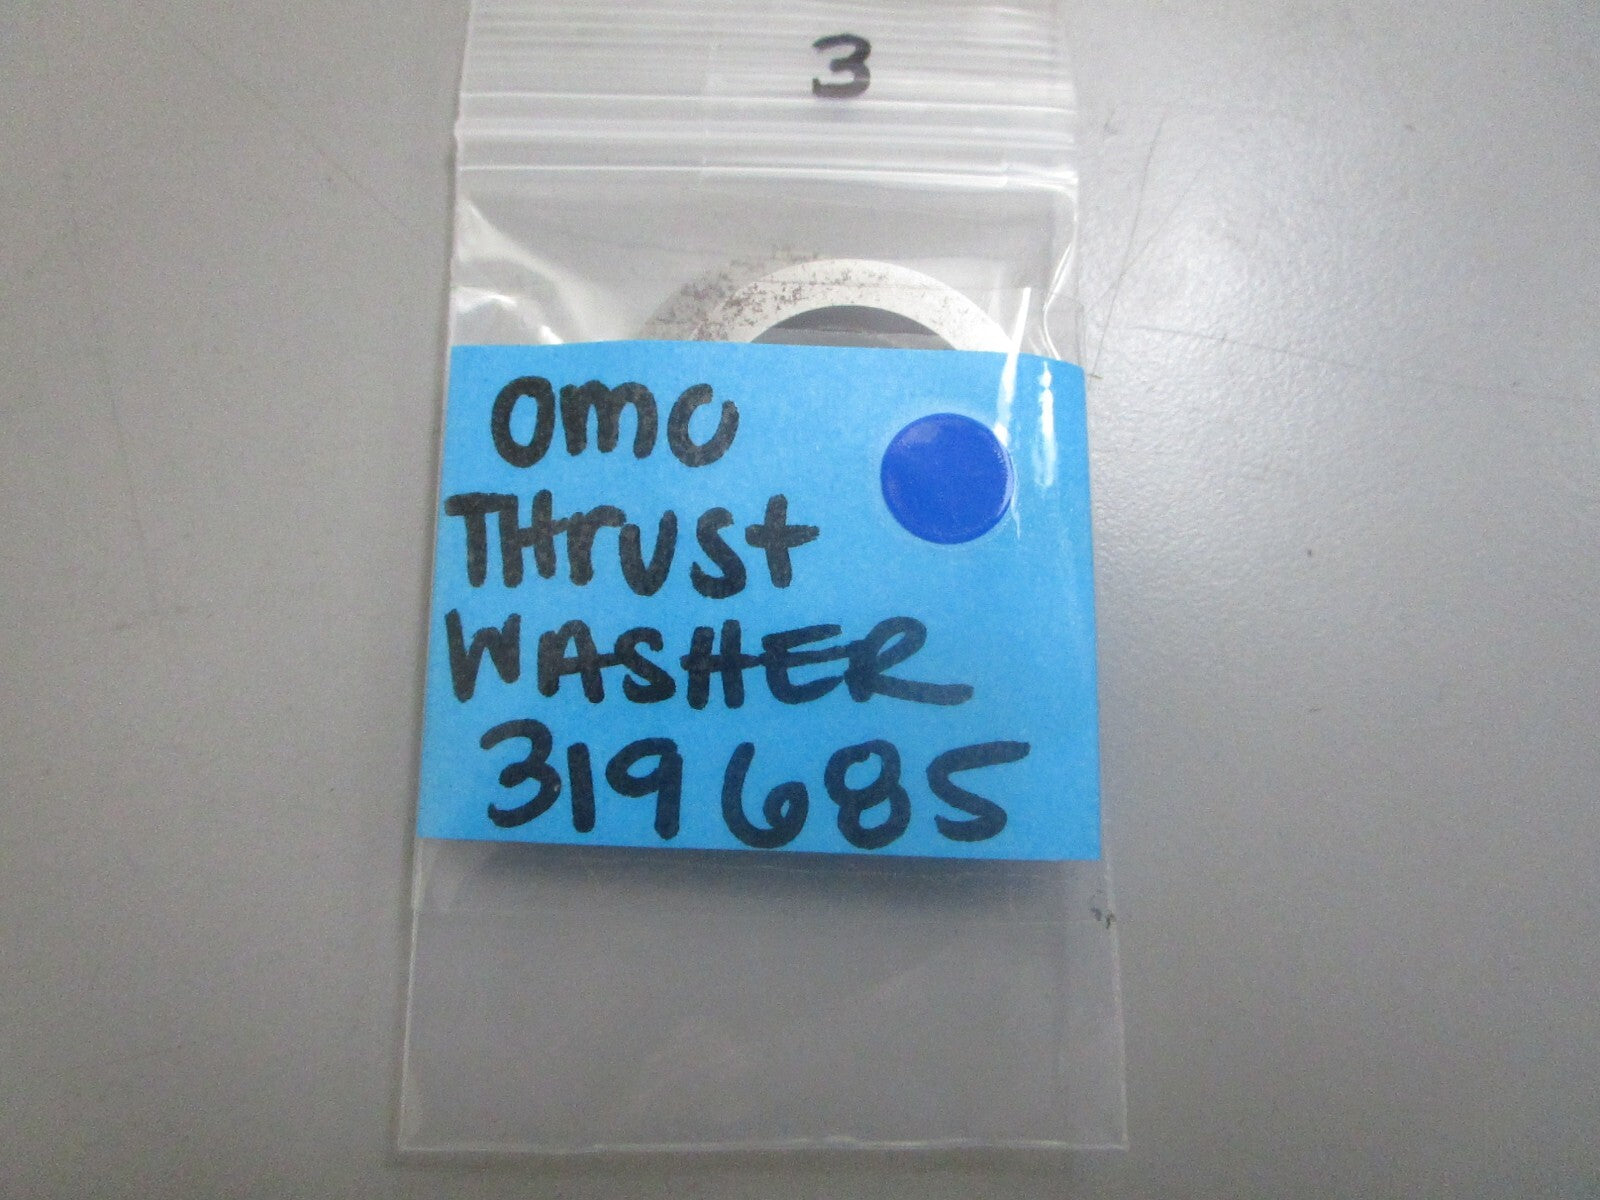 3
OMC
THrUSt
WASHER
319685